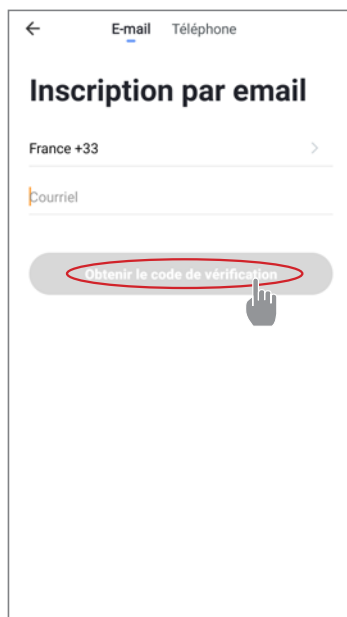 E-mail Téléphone
Inscription par email
France +33
Courriel
Obtenir le code de vérification